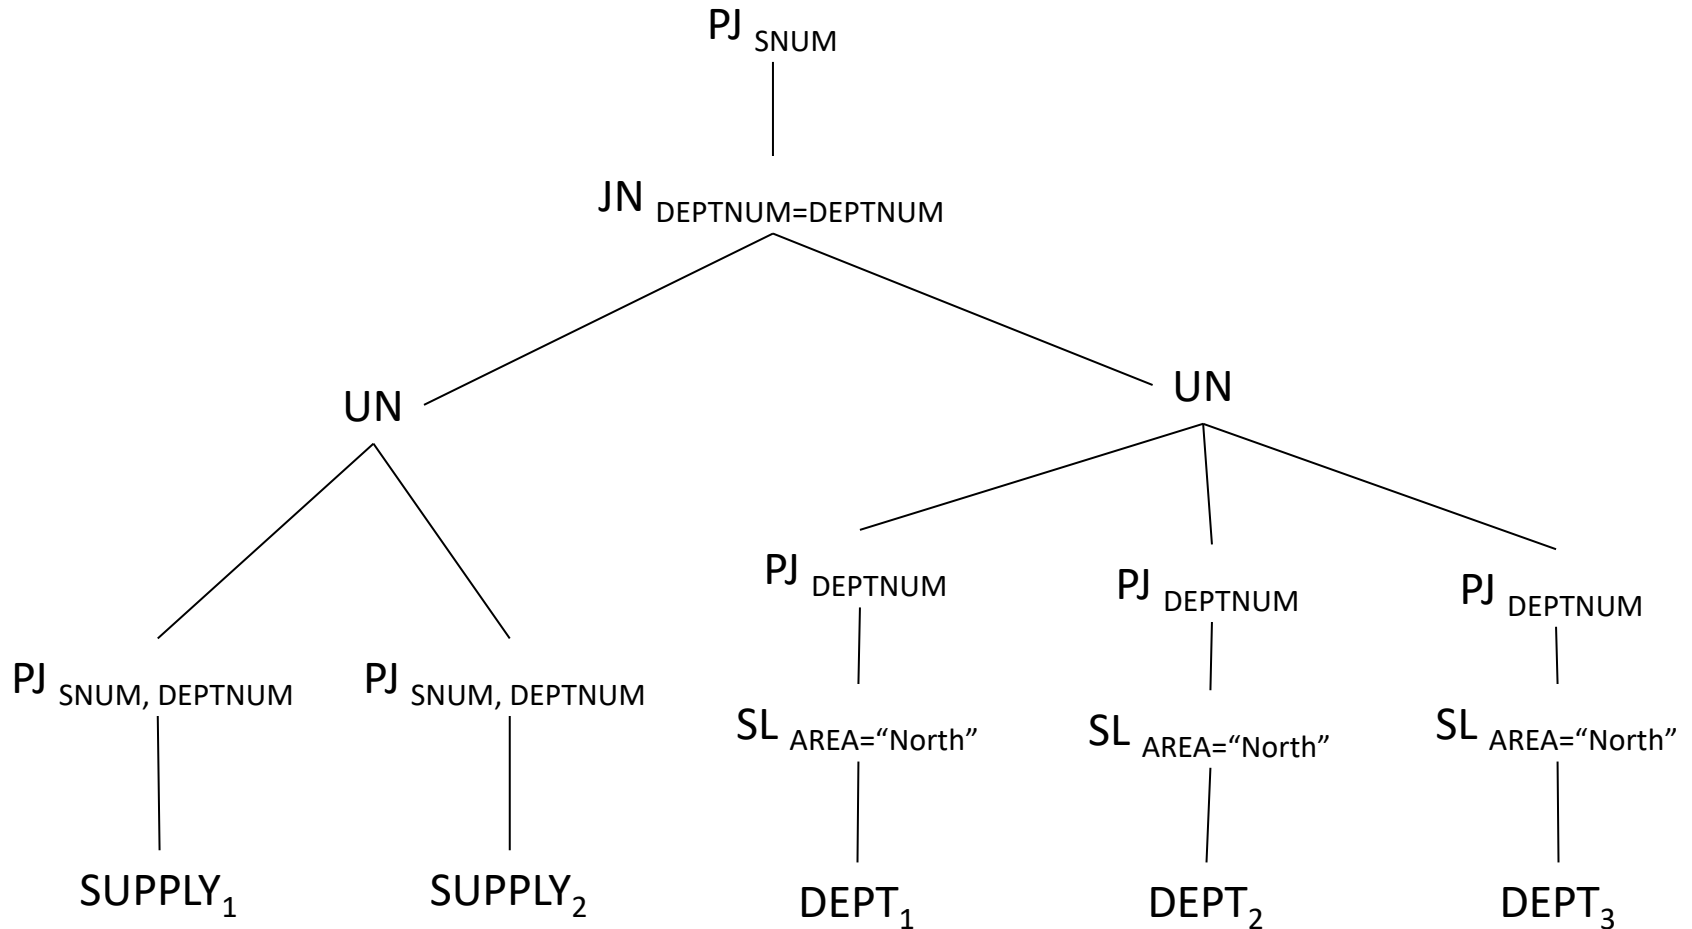 PJ SNUM
JN DEPTNUM=DEPTNUM
UN
UN
PJ DEPTNUM
PJ DEPTNUM
PJ DEPTNUM
PJ SNUM, DEPTNUM
PJ SNUM, DEPTNUM
SL AREA=“North”
SL AREA=“North”
SL AREA=“North”
SUPPLY1
SUPPLY2
DEPT1
DEPT2
DEPT3